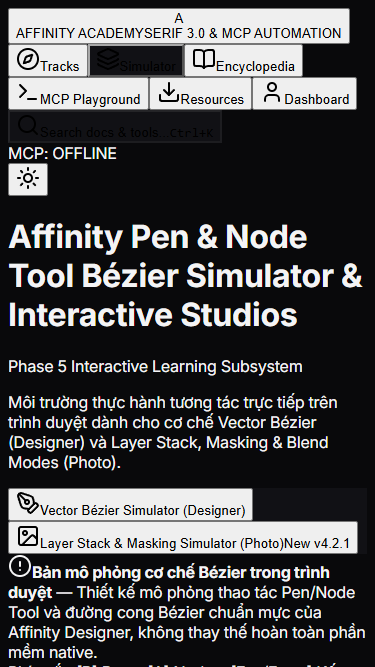 A
AFFINITY ACADEMYSERIF 3.0 & MCP AUTOMATION
Tracks Simulator Encyclopedia
MCP Playground Resources Dashboard
Search docs & tools...Ctrl+K
MCP: OFFLINE
Affinity Pen & Node
Tool Bézier Simulator &
Interactive Studios
Phase 5 Interactive Learning Subsystem
Môi trường thực hành tương tác trực tiếp trên
trình duyệt dành cho cơ chế Vector Bézier
(Designer) và Layer Stack, Masking & Blend
Modes (Photo).
Vector Bézier Simulator (Designer)
Layer Stack & Masking Simulator (Photo)New v4.2.1
Bản mô phỏng cơ chế Bézier trong trình
duyệt — Thiết kế mô phỏng thao tác Pen/Node
Tool và đường cong Bézier chuẩn mực của
Affinity Designer, không thay thế hoàn toàn phần
mềm native.